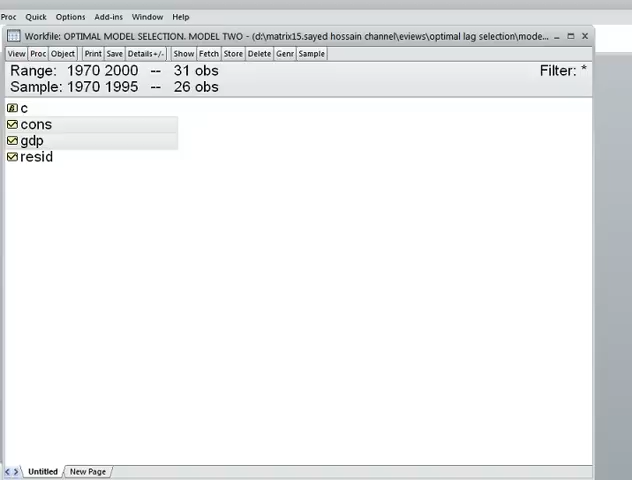 Proc Quick Options Add-ins Window Help
Workfile: OPTIMAL MODEL SELECTION. MODEL TWO - (d:\matrix15.sayed hossain channel\eviews\optimal lag selection\mode...
View Proc Object Print Save Details+/- Show Fetch Store Delete Genr Sample
Range: 1970 2000 -- 31 obs Filter: *
Sample: 1970 1995 -- 26 obs
c
cons
gdp
resid
Untitled New Page